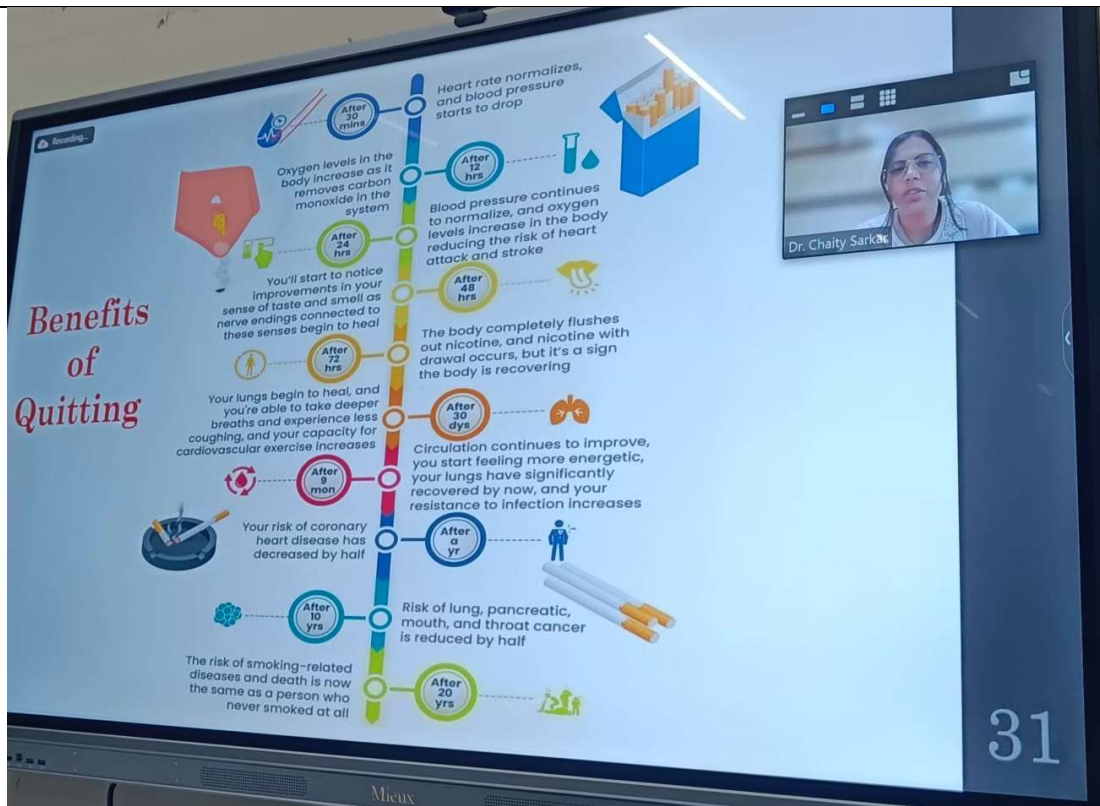 Recording...
Benefits
of
Quitting
After
30
mins
Heart rate normalizes,
and blood pressure
starts to drop
After
12
hrs
Oxygen levels in the
body increase as it
removes carbon
monoxide in the
system
After
24
hrs
Blood pressure continues
to normalize, and oxygen
levels increase in the body
reducing the risk of heart
attack and stroke
After
48
hrs
You'll start to notice
improvements in your
sense of taste and smell as
nerve endings connected to
these senses begin to heal
After
72
hrs
The body completely flushes
out nicotine, and nicotine with
drawal occurs, but it's a sign
the body is recovering
After
30
dys
Your lungs begin to heal, and
you're able to take deeper
breaths and experience less
coughing, and your capacity for
cardiovascular exercise increases
After
9
mon
Circulation continues to improve,
you start feeling more energetic,
your lungs have significantly
recovered by now, and your
resistance to infection increases
After
a
yr
Your risk of coronary
heart disease has
decreased by half
After
10
yrs
Risk of lung, pancreatic,
mouth, and throat cancer
is reduced by half
After
20
yrs
The risk of smoking-related
diseases and death is now
the same as a person who
never smoked at all
Dr. Chaity Sarkar
31
Mieux